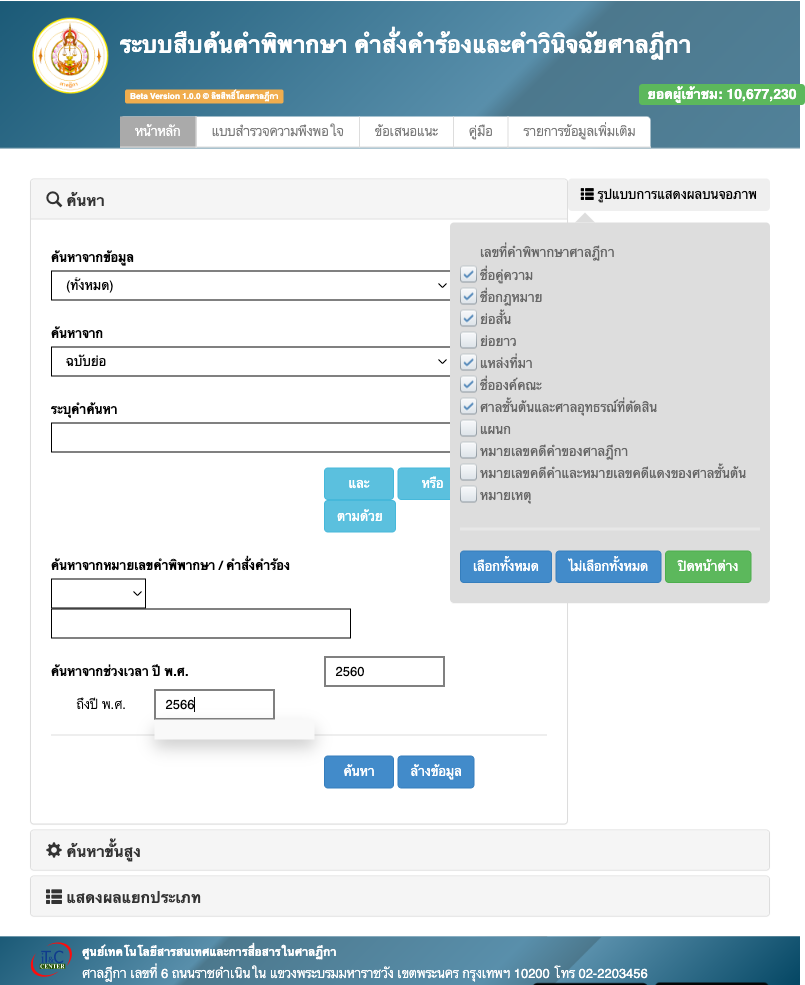 ระบบสืบค้นคำพิพากษา คำสั่งคำร้องและคำวินิจฉัยศาลฎีกา
Beta Version 1.0.0 © ลิขสิทธิ์โดยศาลฎีกา
ยอดผู้เข้าชม: 10,677,230
หน้าหลัก แบบสำรวจความพึงพอใจ ข้อเสนอแนะ คู่มือ รายการข้อมูลเพิ่มเติม
ค้นหา
รูปแบบการแสดงผลบนจอภาพ
ค้นหาจากข้อมูล
(ทั้งหมด)
ค้นหาจาก
ฉบับย่อ
ระบุคำค้นหา
และ หรือ
ตามด้วย
ค้นหาจากหมายเลขคำพิพากษา / คำสั่งคำร้อง
ค้นหาจากช่วงเวลา ปี พ.ศ. 2560
ถึงปี พ.ศ. 2566
ค้นหา ล้างข้อมูล
เลขที่คำพิพากษาศาลฎีกา
ชื่อคู่ความ
ชื่อกฎหมาย
ย่อสั้น
ย่อยาว
แหล่งที่มา
ชื่อองค์คณะ
ศาลชั้นต้นและศาลอุทธรณ์ที่ตัดสิน
แผนก
หมายเลขคดีดำของศาลฎีกา
หมายเลขคดีดำและหมายเลขคดีแดงของศาลชั้นต้น
หมายเหตุ
เลือกทั้งหมด ไม่เลือกทั้งหมด ปิดหน้าต่าง
ค้นหาขั้นสูง
แสดงผลแยกประเภท
ศูนย์เทคโนโลยีสารสนเทศและการสื่อสารในศาลฎีกา
ศาลฎีกา เลขที่ 6 ถนนราชดำเนินใน แขวงพระบรมมหาราชวัง เขตพระนคร กรุงเทพฯ 10200 โทร 02-2203456
CENTER